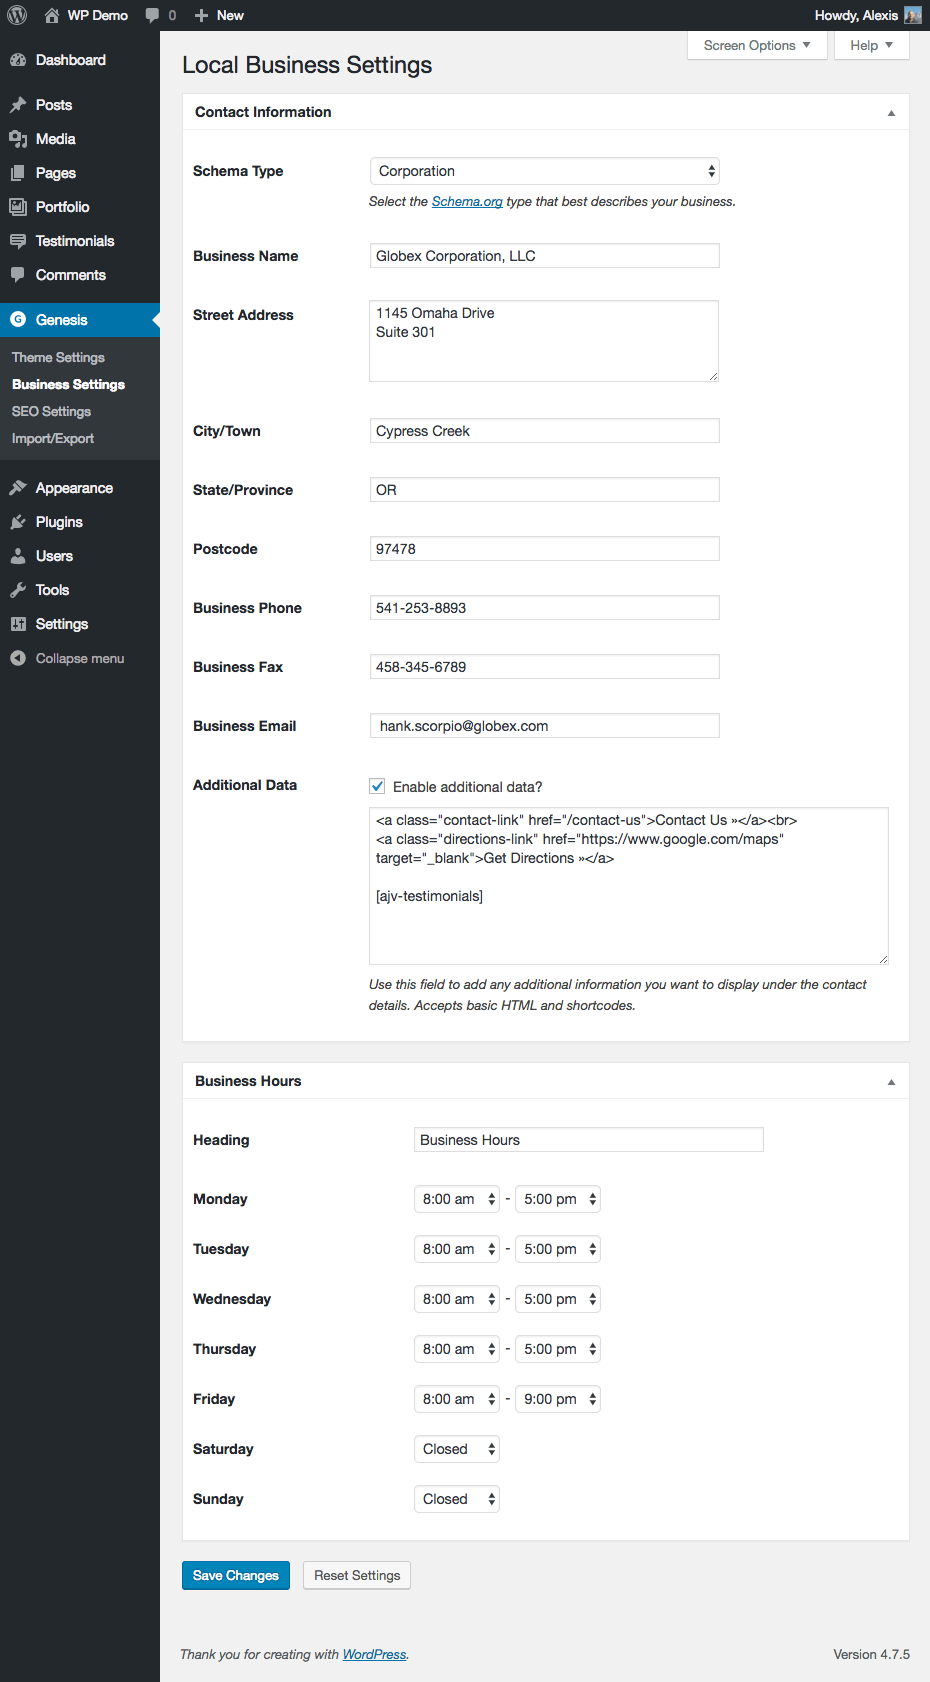 WP Demo 0 New Howdy, Alexis
Screen Options Help
Dashboard
Posts
Media
Pages
Portfolio
Testimonials
Comments
G Genesis
Theme Settings
Business Settings
SEO Settings
Import/Export
Appearance
Plugins
Users
Tools
Settings
Collapse menu
Local Business Settings
Contact Information
Schema Type Corporation
Select the Schema.org type that best describes your business.
Business Name Globex Corporation, LLC
Street Address 1145 Omaha Drive
Suite 301
City/Town Cypress Creek
State/Province OR
Postcode 97478
Business Phone 541-253-8893
Business Fax 458-345-6789
Business Email hank.scorpio@globex.com
Additional Data Enable additional data?
<a class="contact-link" href="/contact-us">Contact Us »</a><br>
<a class="directions-link" href="https://www.google.com/maps"
target="_blank">Get Directions »</a>
[ajv-testimonials]
Use this field to add any additional information you want to display under the contact
details. Accepts basic HTML and shortcodes.
Business Hours
Heading Business Hours
Monday 8:00 am - 5:00 pm
Tuesday 8:00 am - 5:00 pm
Wednesday 8:00 am - 5:00 pm
Thursday 8:00 am - 5:00 pm
Friday 8:00 am - 9:00 pm
Saturday Closed
Sunday Closed
Save Changes Reset Settings
Thank you for creating with WordPress. Version 4.7.5